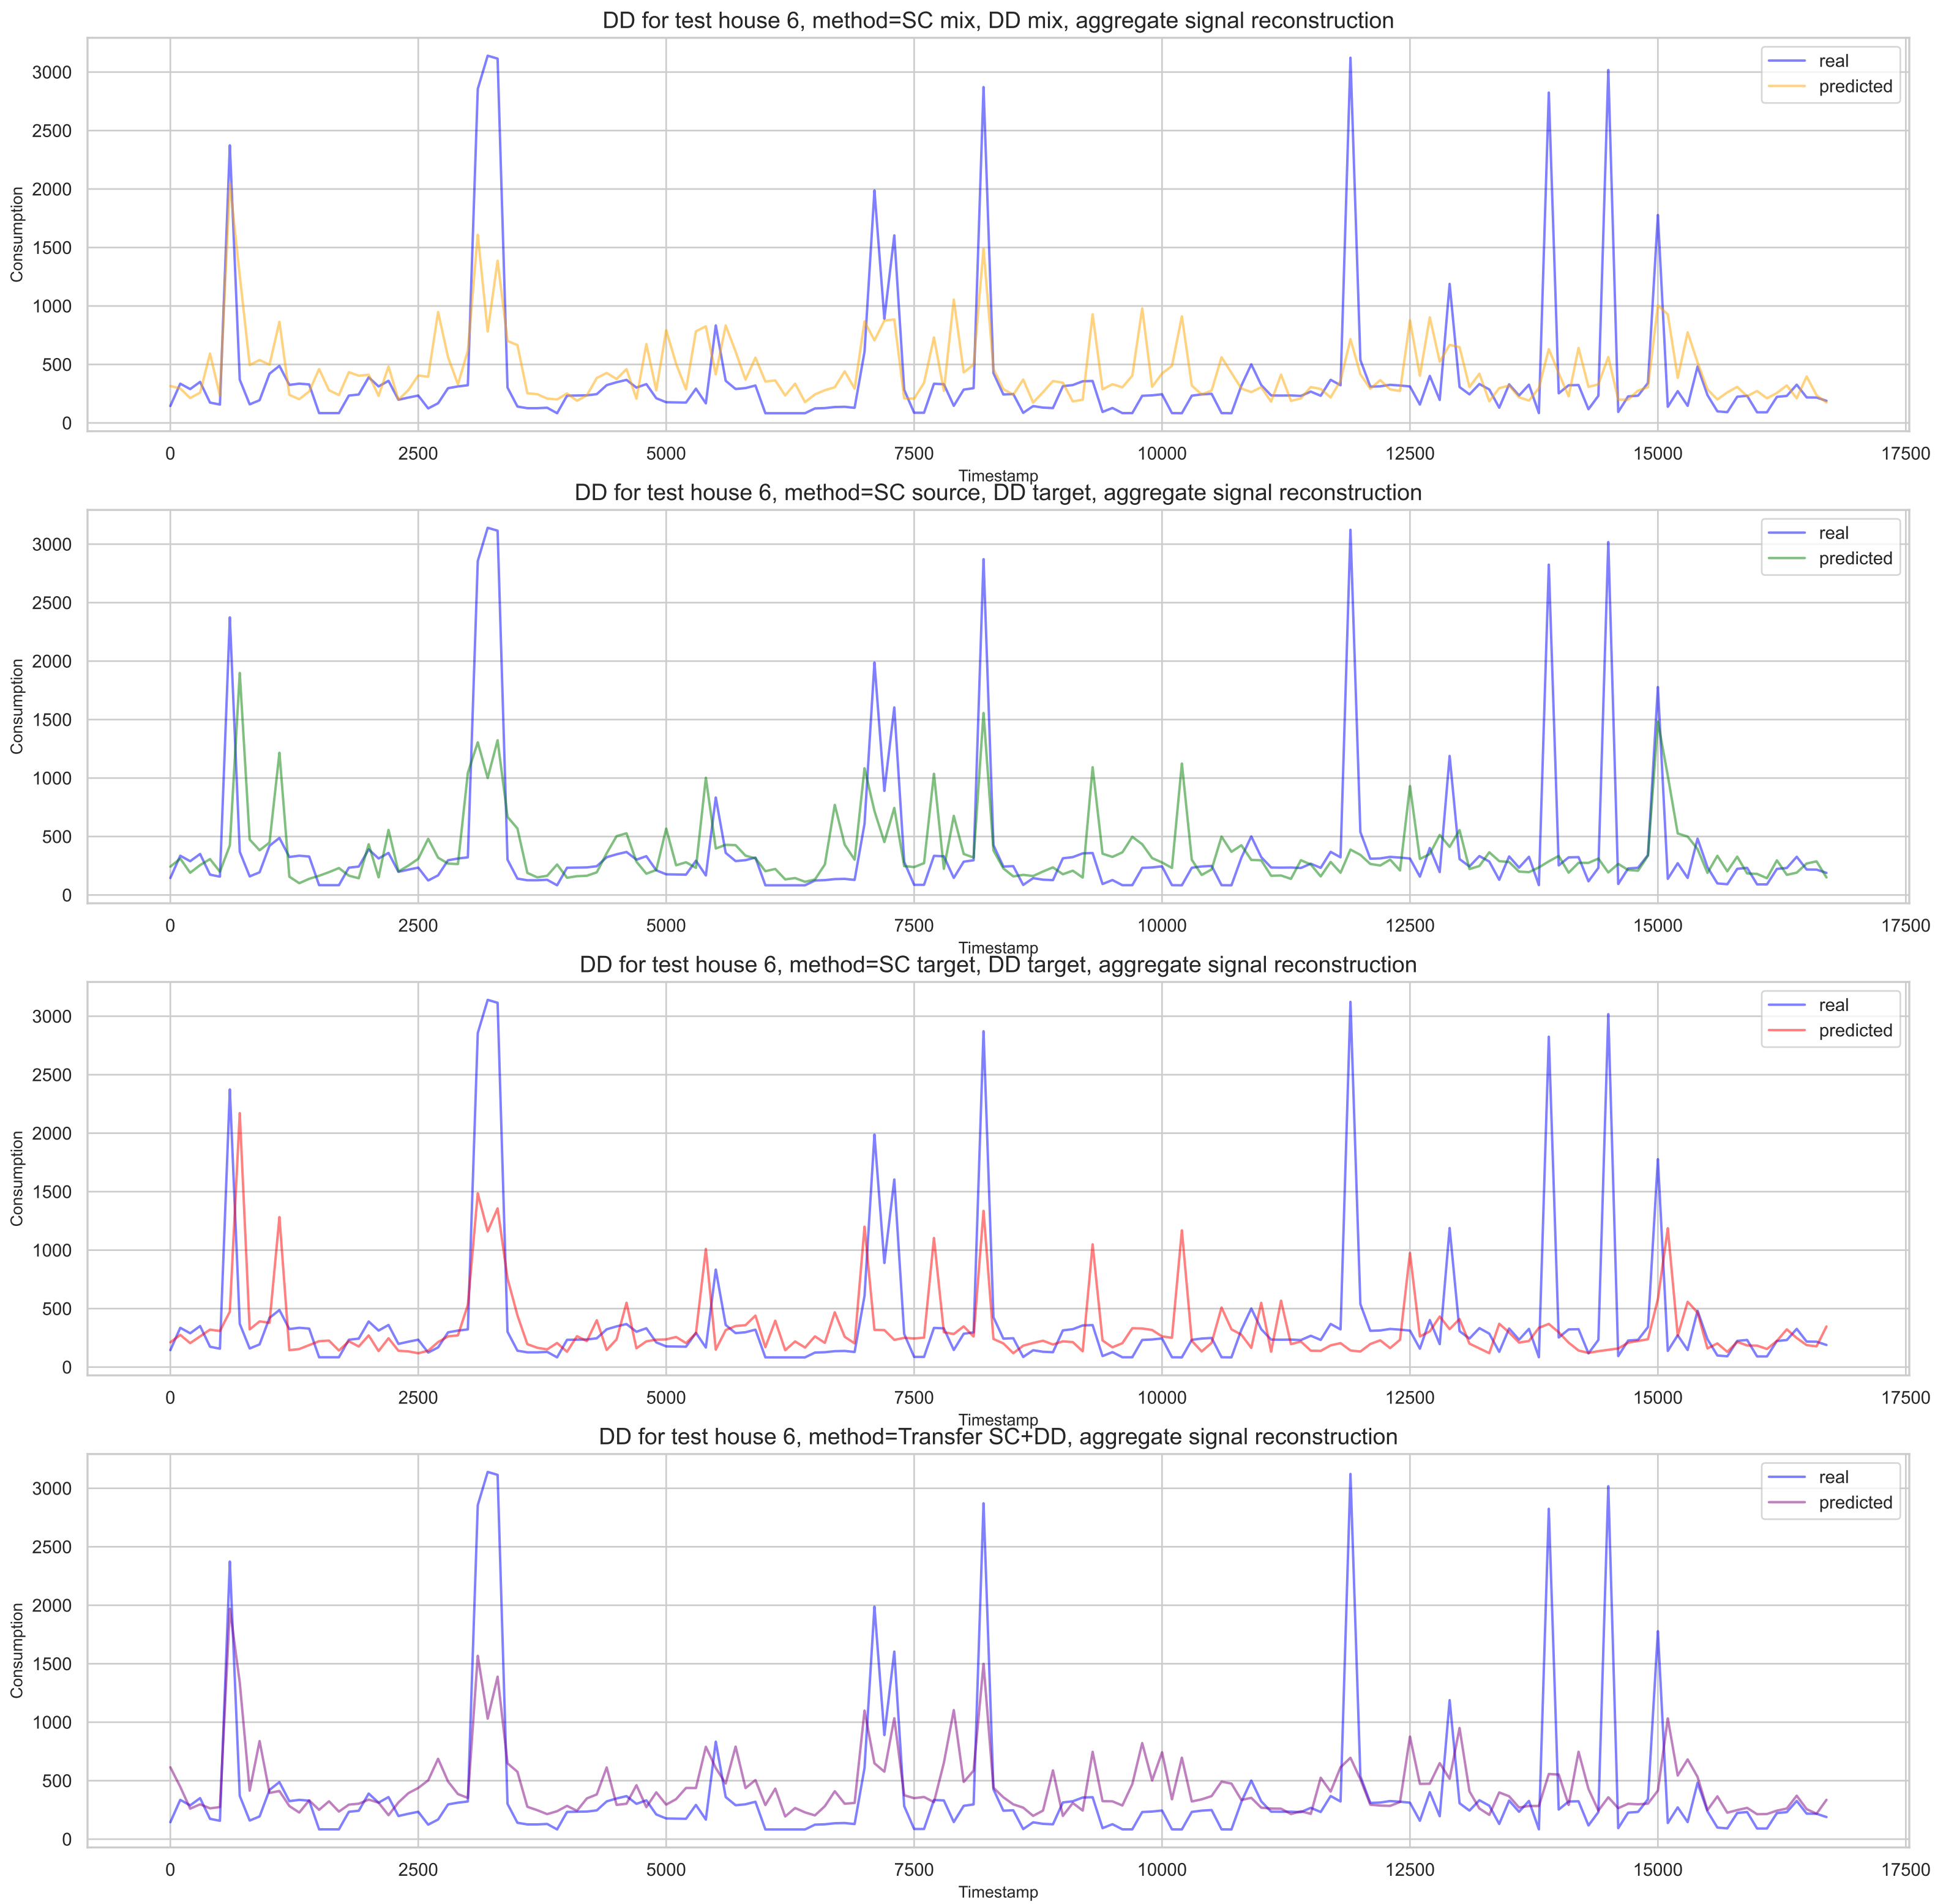 DD for test house 6, method=SC mix, DD mix, aggregate signal reconstruction
real
predicted
3000
2500
2000
1500
1000
500
0
Consumption
0 2500 5000 7500 10000 12500 15000 17500
Timestamp
DD for test house 6, method=SC source, DD target, aggregate signal reconstruction
real
predicted
3000
2500
2000
1500
1000
500
0
Consumption
0 2500 5000 7500 10000 12500 15000 17500
Timestamp
DD for test house 6, method=SC target, DD target, aggregate signal reconstruction
real
predicted
3000
2500
2000
1500
1000
500
0
Consumption
0 2500 5000 7500 10000 12500 15000 17500
Timestamp
DD for test house 6, method=Transfer SC+DD, aggregate signal reconstruction
real
predicted
3000
2500
2000
1500
1000
500
0
Consumption
0 2500 5000 7500 10000 12500 15000 17500
Timestamp